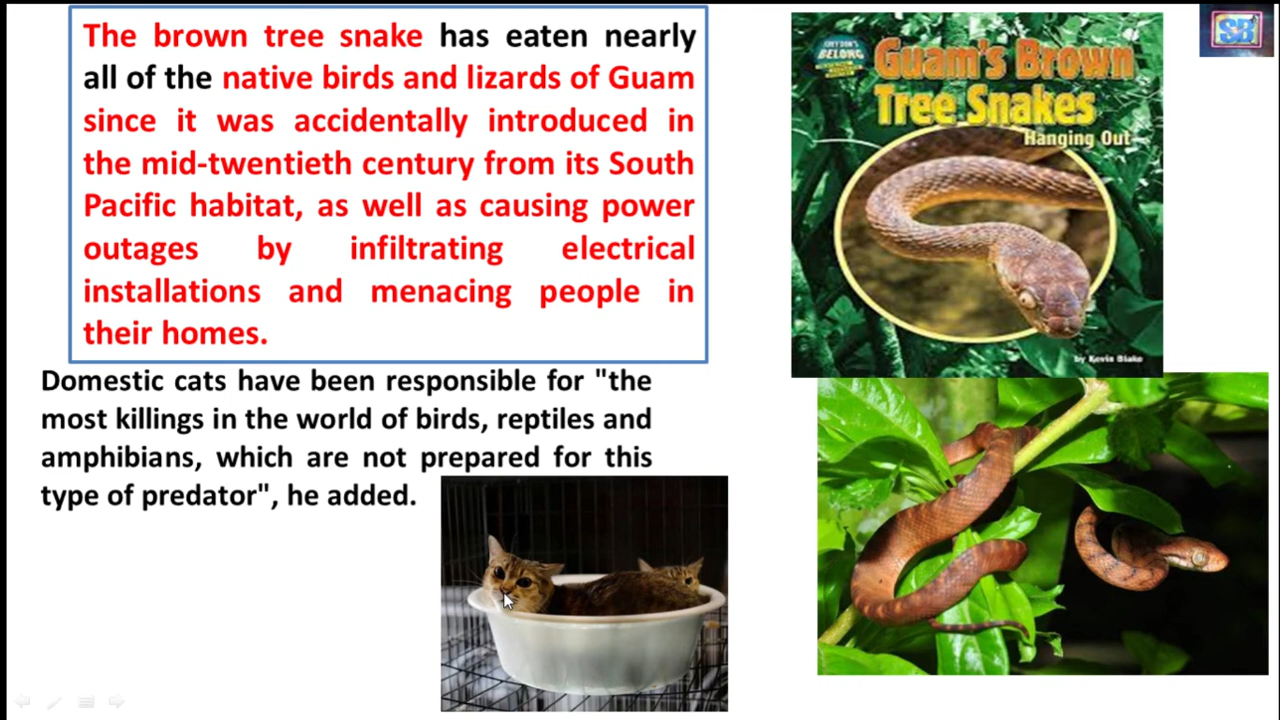 The brown tree snake has eaten nearly
all of the native birds and lizards of Guam
since it was accidentally introduced in
the mid-twentieth century from its South
Pacific habitat, as well as causing power
outages by infiltrating electrical
installations and menacing people in
their homes.
Domestic cats have been responsible for "the
most killings in the world of birds, reptiles and
amphibians, which are not prepared for this
type of predator", he added.
SB
BELONG
Guam's Brown
Tree Snakes
Hanging Out
by Kevin Blake